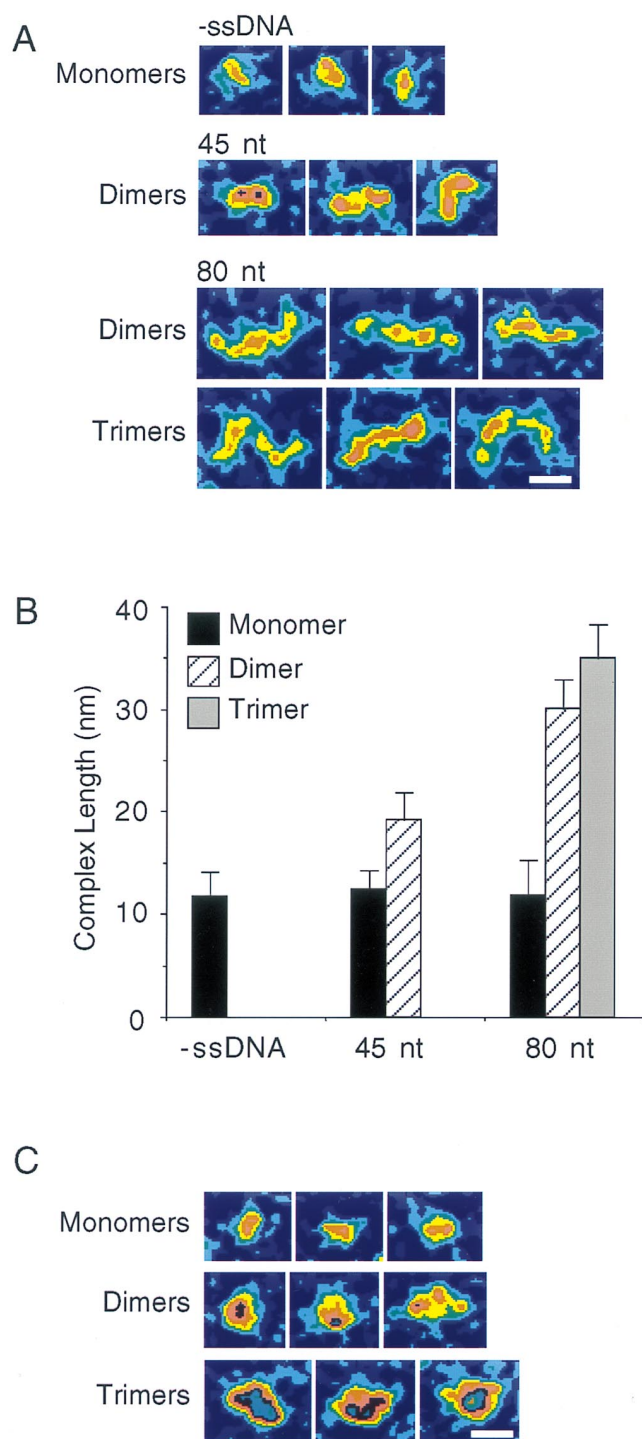 A
-ssDNA
Monomers
45 nt
Dimers
80 nt
Dimers
Trimers
B
40
30
20
10
0
Complex Length (nm)
Monomer
Dimer
Trimer
-ssDNA 45 nt 80 nt
C
Monomers
Dimers
Trimers